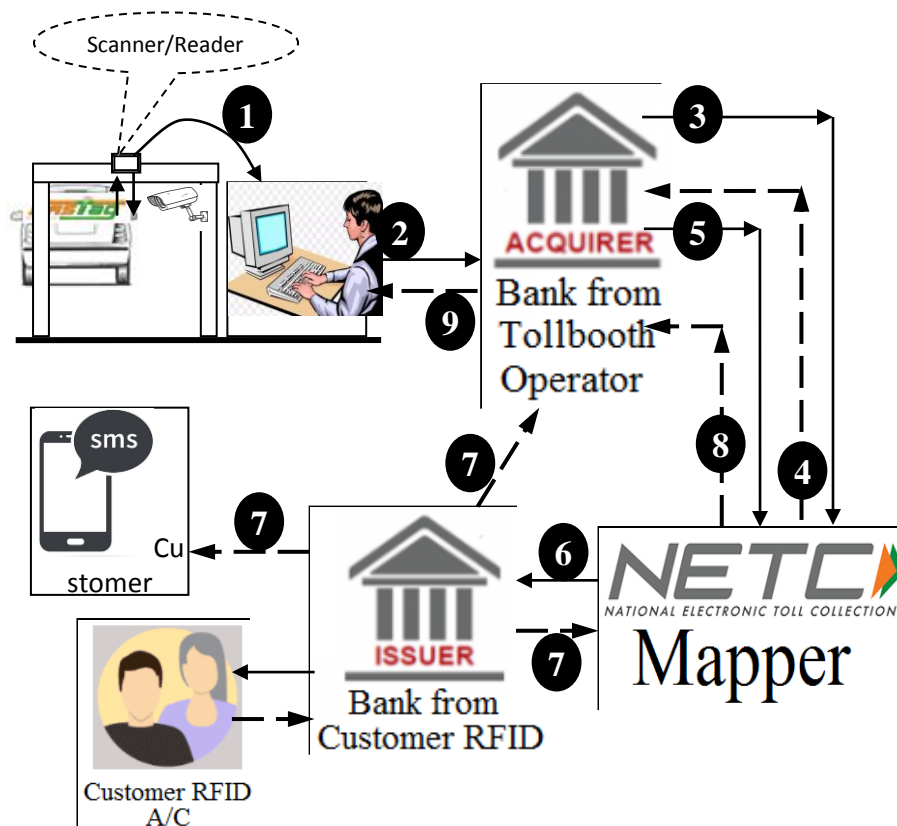 Scanner/Reader
1
3
2
ACQUIRER
5
Bank from
Tollbooth
Operator
9
sms
7
8
4
7
Cu
stomer
6
NETC
NATIONAL ELECTRONIC TOLL COLLECTION
Mapper
ISSUER
7
Bank from
Customer RFID
Customer RFID
A/C